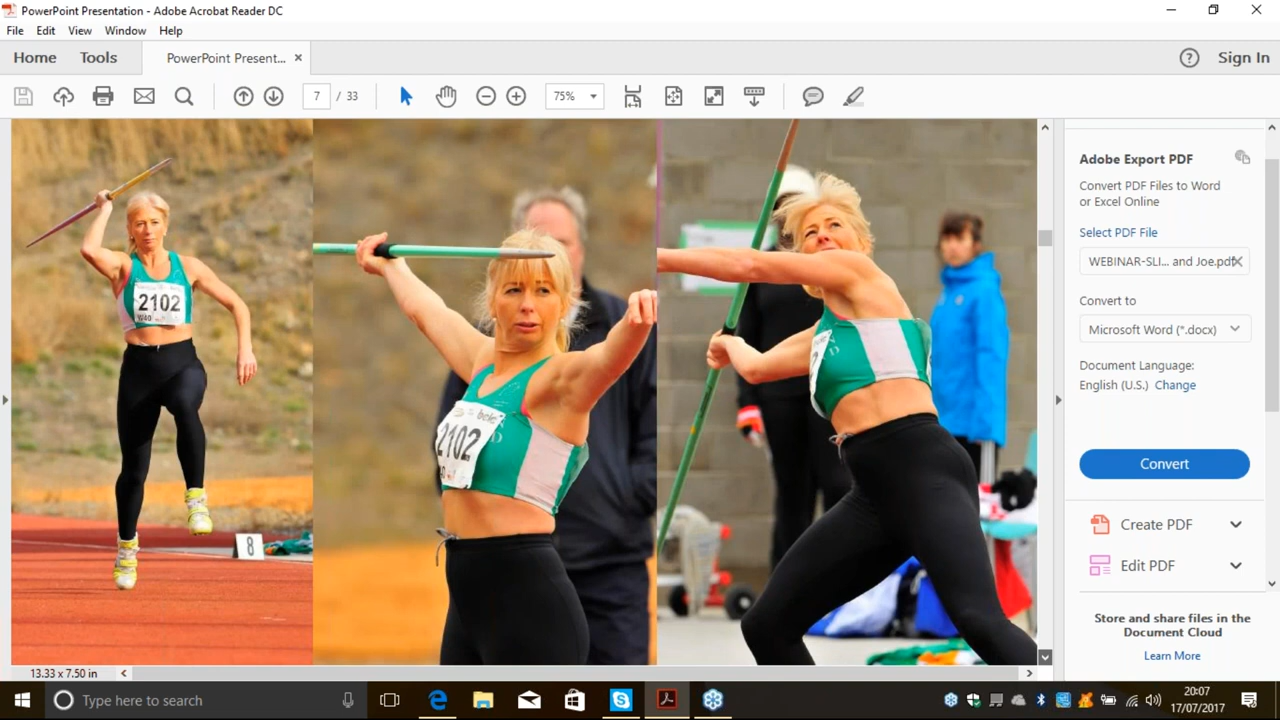 PowerPoint Presentation - Adobe Acrobat Reader DC
File Edit View Window Help
Home Tools PowerPoint Present... × Sign In
7 / 33 75%
2102
W40
8
2102
Adobe Export PDF
Convert PDF Files to Word
or Excel Online
Select PDF File
WEBINAR-SLI... and Joe.pdf
Convert to
Microsoft Word (*.docx)
Document Language:
English (U.S.) Change
Convert
Create PDF
Edit PDF
Store and share files in the
Document Cloud
Learn More
13.33 x 7.50 in
Type here to search
20:07
17/07/2017